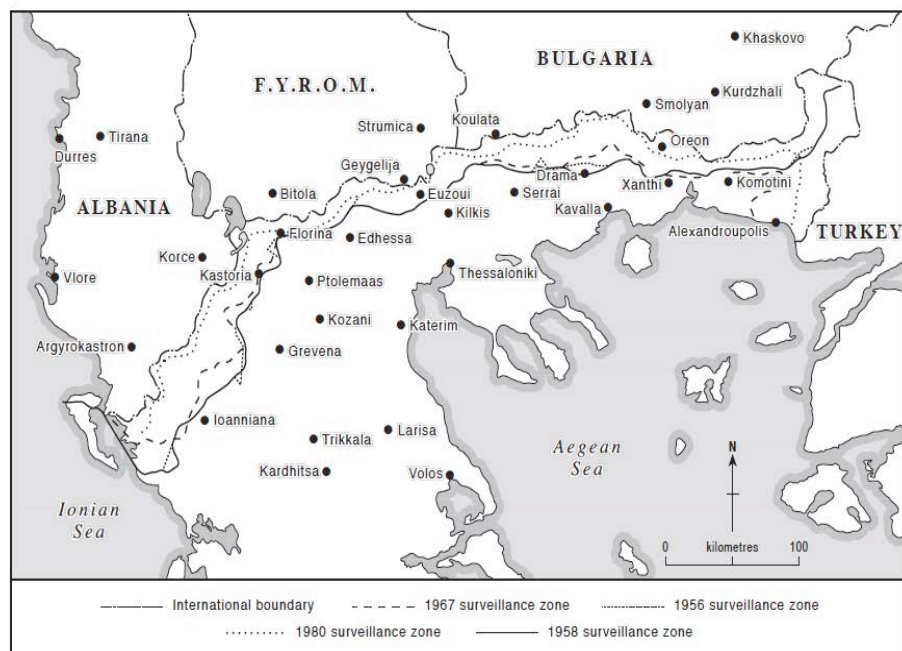 Khaskovo
BULGARIA
F.Y.R.O.M.
Kurdzhali
Smolyan
Strumica
Koulata
Tirana
Durres
Oreon
Geygelija
Drama
Bitola
Euzoui
Serrai
Xanthi
Komotini
ALBANIA
Kilkis
Kavalla
Elorina
Edhessa
Alexandroupolis
TURKEY
Korce
Kastoria
Thessaloniki
Vlore
Ptolemaas
Kozani
Katerim
Argyrokastron
Grevena
Ioanniana
Larisa
Trikkala
Aegean
Sea
N
Kardhitsa
Volos
Ionian
Sea
0 kilometres 100
International boundary 1967 surveillance zone 1956 surveillance zone
1980 surveillance zone 1958 surveillance zone